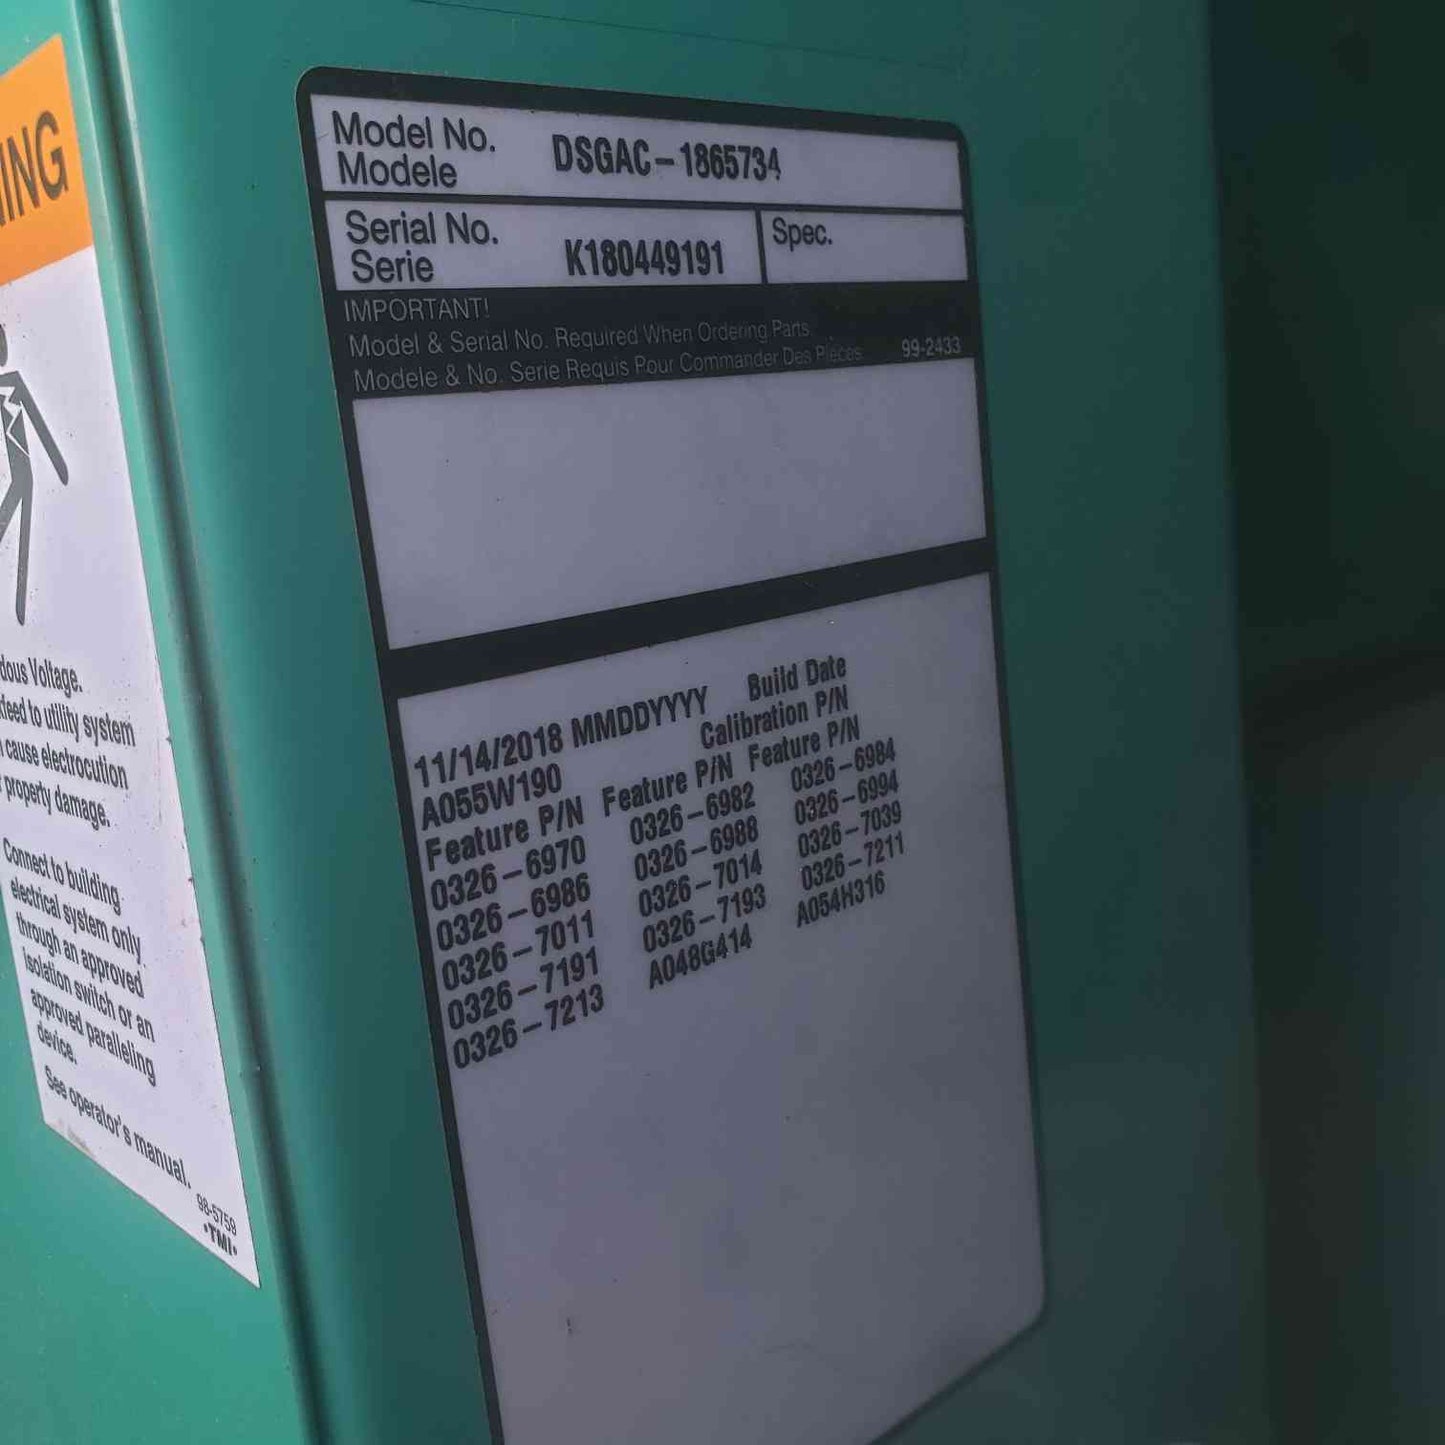 Model No.
Modele
DSGAC-1865734
Serial No.
Serie
K180449191
Spec.
IMPORTANT!
Model & Serial No. Required When Ordering Parts.
Modele & No. Serie Requis Pour Commander Des Pièces
99-2433
11/14/2018 MMDDYYYY Build Date
A055W190 Calibration P/N
Feature P/N Feature P/N Feature P/N
0326-6970 0326-6982 0326-6984
0326-6986 0326-6988 0326-6994
0326-7011 0326-7014 0326-7039
0326-7191 0326-7193 0326-7211
0326-7213 A048G414 A054H316
Voltage.
to utility system
cause electrocution
property damage.
Connect to building
electrical system only
through an approved
isolation switch or an
approved paralleling
device.
See operator's manual.
98-5759
•TMI•